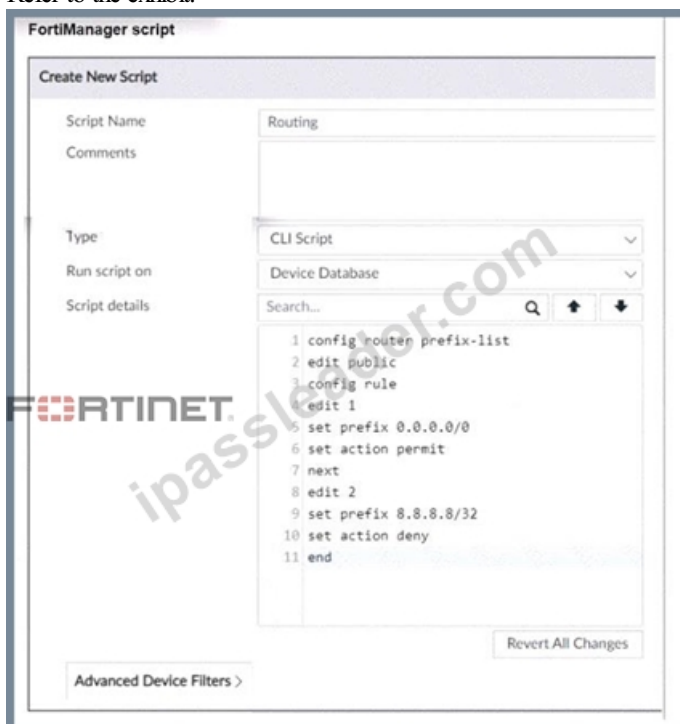 Refer to the exhibit.
FortiManager script
Create New Script
Script Name
Routing
Comments
Type
CLI Script
Run script on
Device Database
Script details
Search...
1 config router prefix-list
2 edit public
3 config rule
4 edit 1
5 set prefix 0.0.0.0/0
6 set action permit
7 next
8 edit 2
9 set prefix 8.8.8.8/32
10 set action deny
11 end
FORTINET
ipassleader.com
Revert All Changes
Advanced Device Filters >